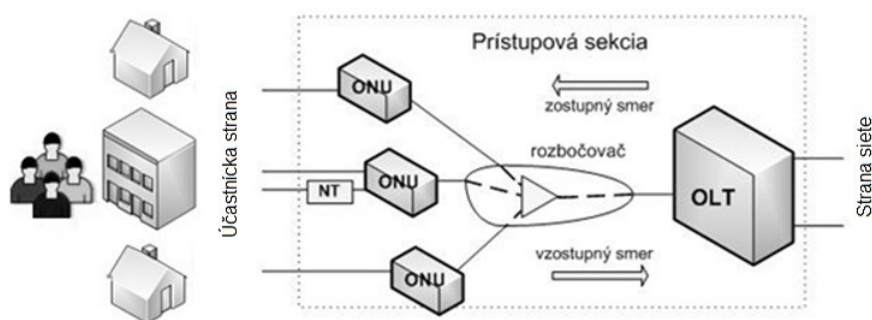 Prístupová sekcia
zostupný smer
ONU
rozbočovač
Účastnícka strana
NT
ONU
OLT
Strana siete
vzostupný smer
ONU